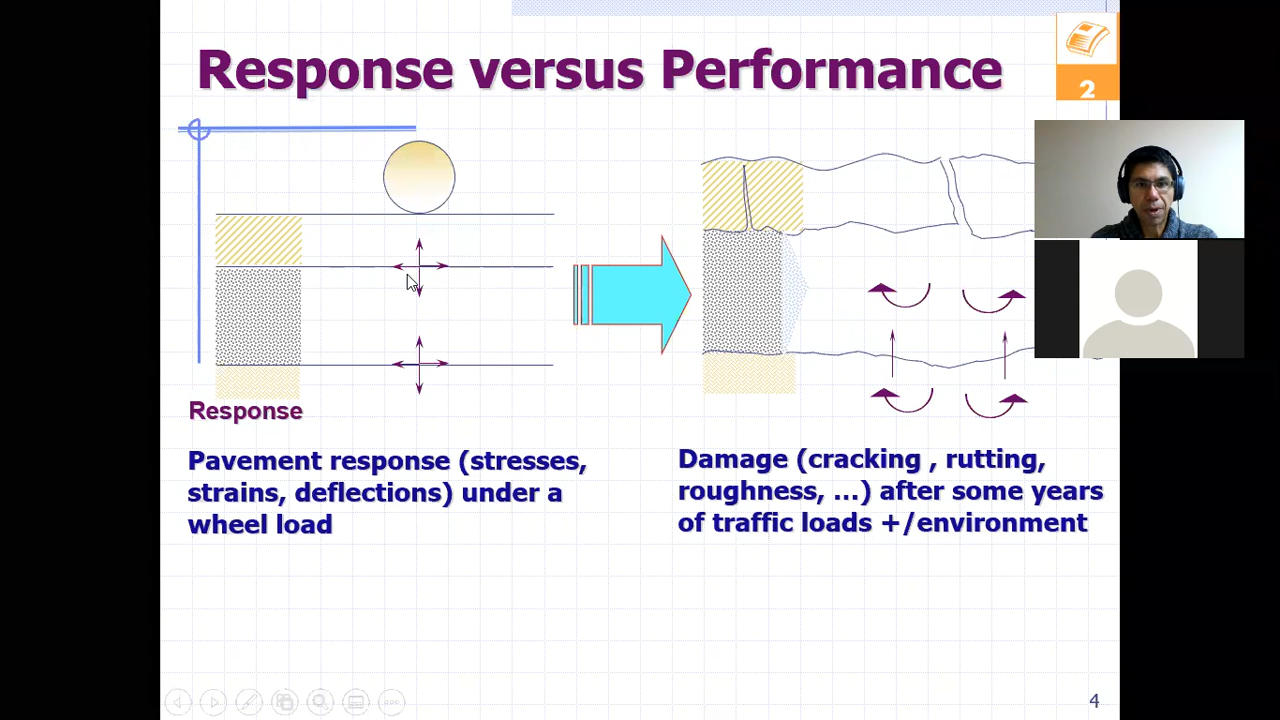 Response versus Performance
2
Response
Pavement response (stresses,
strains, deflections) under a
wheel load
Damage (cracking , rutting,
roughness, ...) after some years
of traffic loads +/environment
4